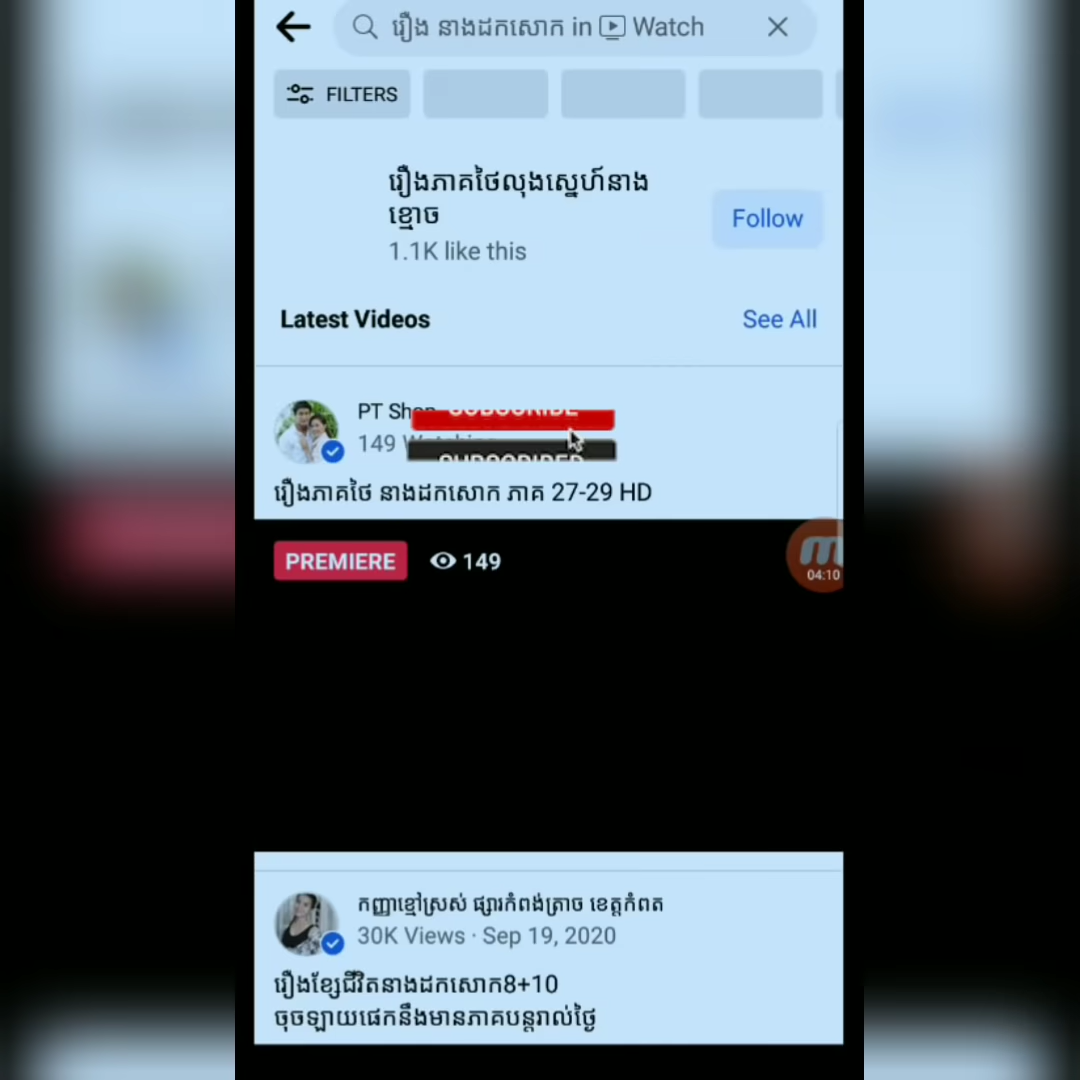 រឿង នាងដកសោក in Watch
FILTERS
រឿងភាគថៃលុងស្នេហ៍នាង
ខ្មោច
1.1K like this
Follow
Latest Videos
See All
PT Shop
SUBSCRIBE
149 Watching
SUBSCRIBED
រឿងភាគថៃ នាងដកសោក ភាគ 27-29 HD
PREMIERE
149
04:10
កញ្ញាខ្មៅស្រស់ ផ្សារកំពង់ត្រាច ខេត្តកំពត
30K Views · Sep 19, 2020
រឿងខ្សែជីវិតនាងដកសោក8+10
ចុចឡាយផេកនឹងមានភាគបន្តរាល់ថ្ងៃ